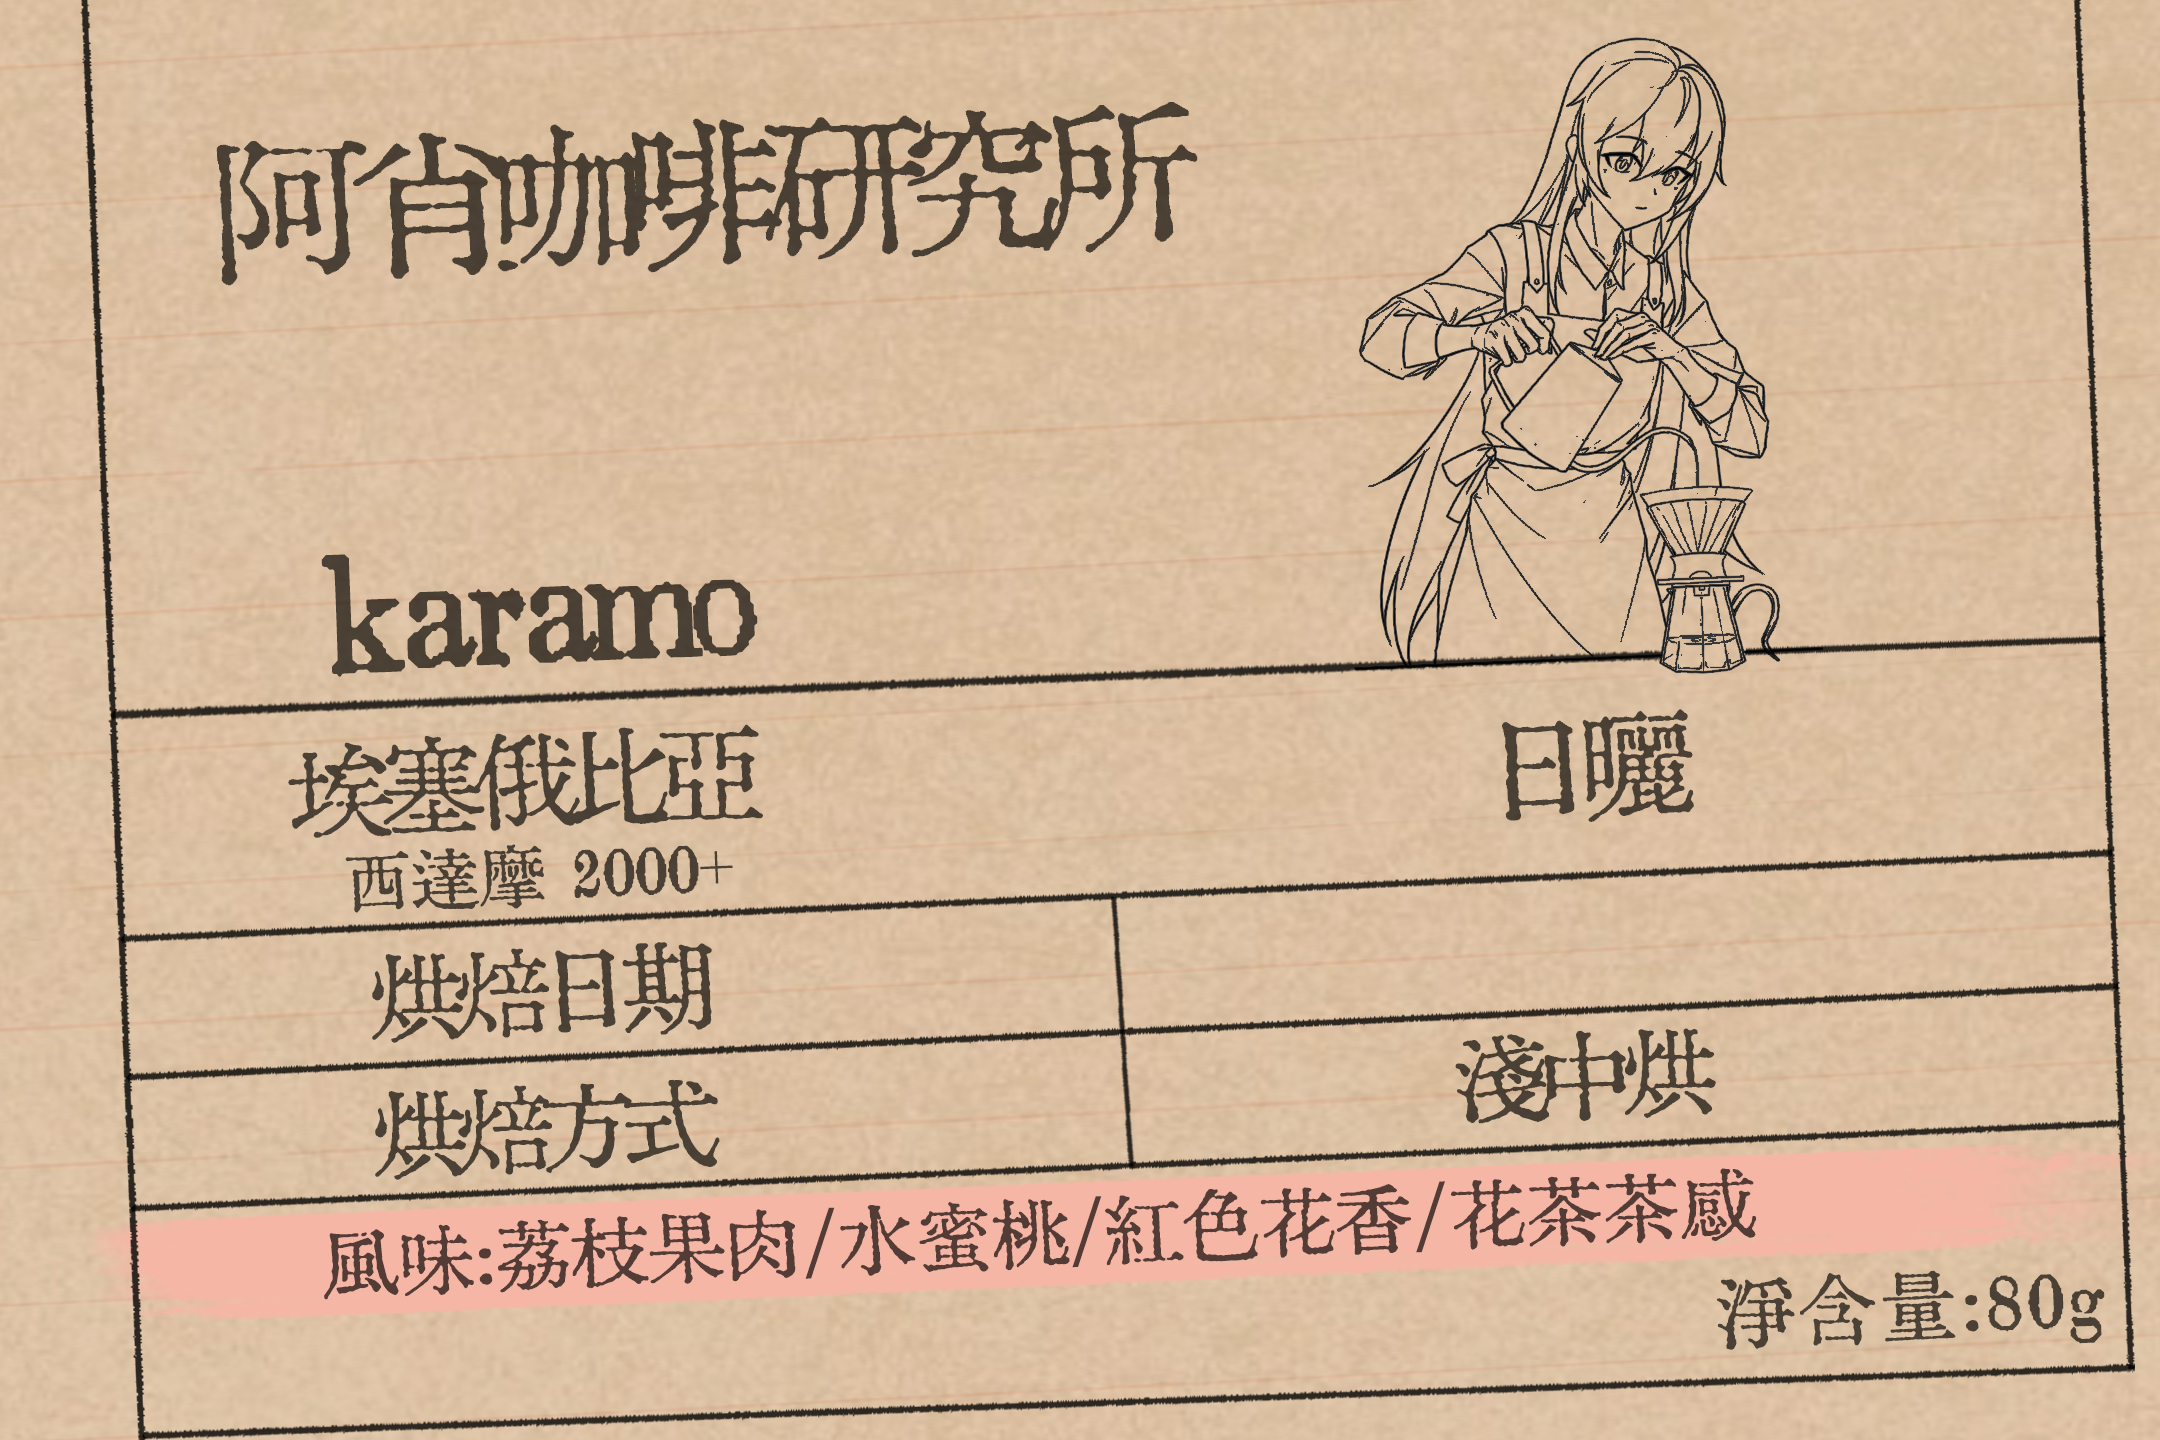 阿肯咖啡研究所
karamo
埃塞俄比亞
日曬
西達摩 2000+
烘焙日期
烘焙方式
淺中烘
風味:荔枝果肉/水蜜桃/紅色花香/花茶茶感
淨含量:80g